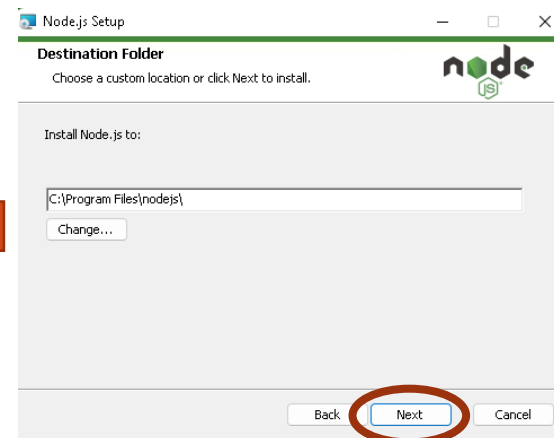 Node.js Setup
Destination Folder
Choose a custom location or click Next to install.
node
JS
Install Node.js to:
C:\Program Files\nodejs\
Change...
Back Next Cancel